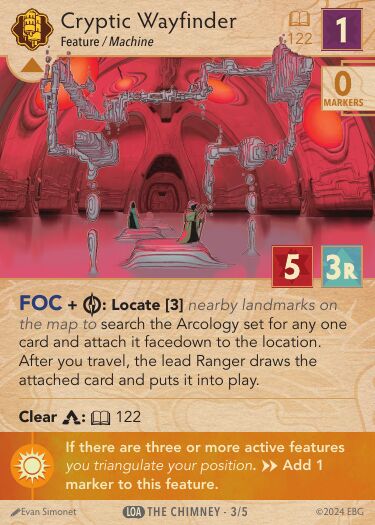 Cryptic Wayfinder
Feature / Machine
122
1
0
MARKERS
5
3R
FOC + : Locate [3] nearby landmarks on
the map to search the Arcology set for any one
card and attach it facedown to the location.
After you travel, the lead Ranger draws the
attached card and puts it into play.
Clear : 122
If there are three or more active features
you triangulate your position. Add 1
marker to this feature.
Evan Simonet
LOA THE CHIMNEY - 3/5
©2024 EBG